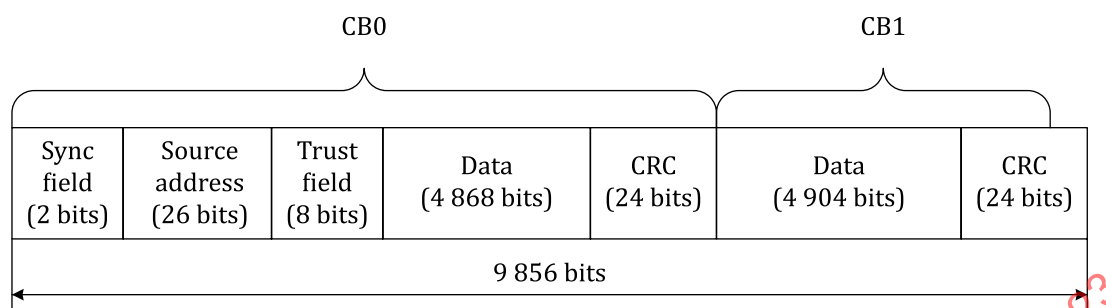 CB0
CB1
Sync
field
(2 bits)
Source
address
(26 bits)
Trust
field
(8 bits)
Data
(4 868 bits)
CRC
(24 bits)
Data
(4 904 bits)
CRC
(24 bits)
9 856 bits